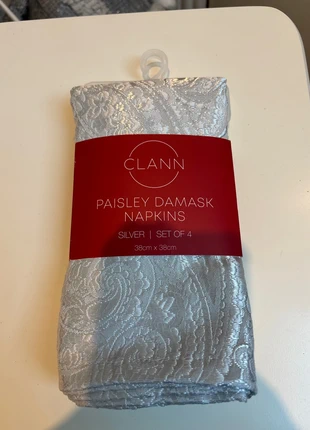 CLANN
PAISLEY DAMASK
NAPKINS
SILVER | SET OF 4
38cm x 38cm